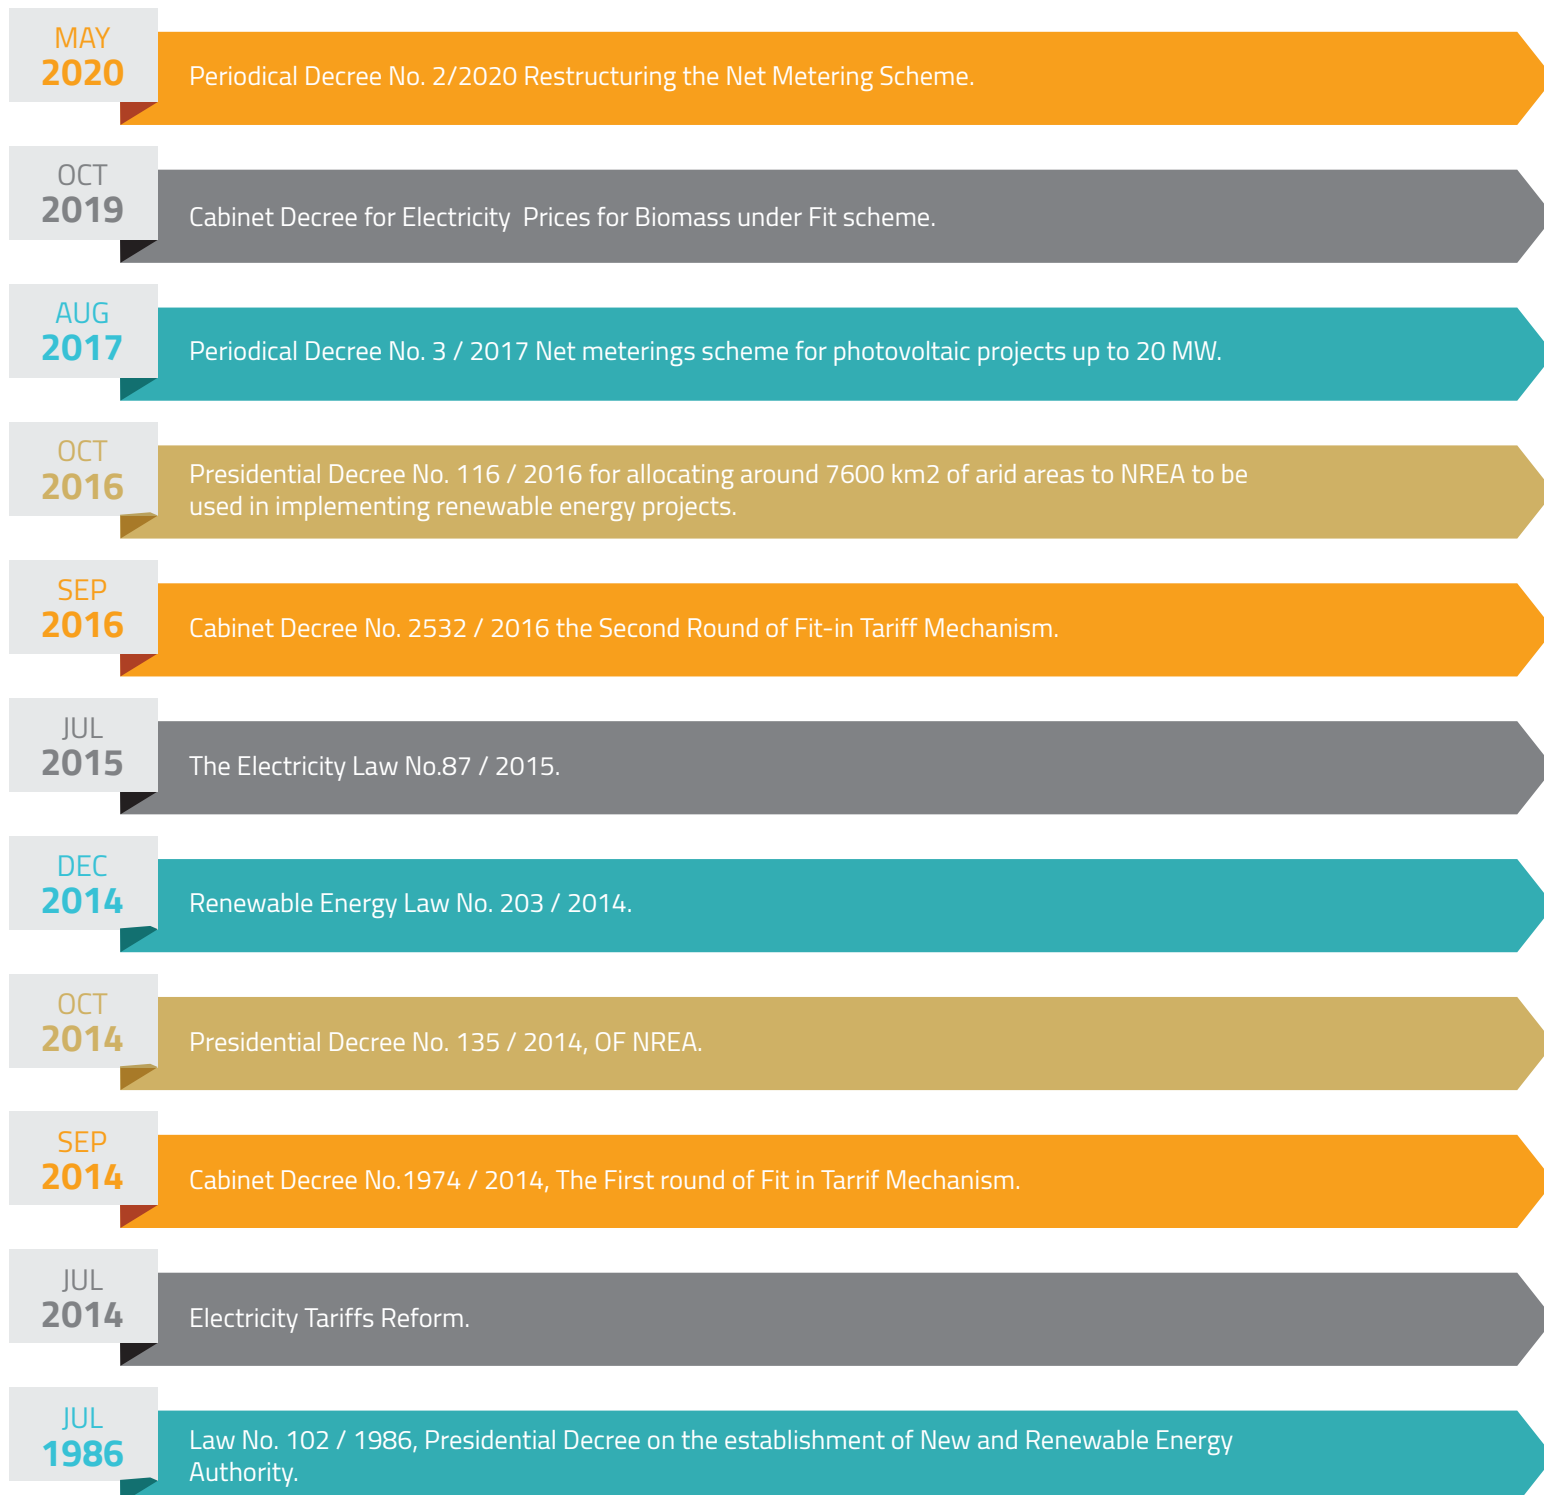 MAY
2020
Periodical Decree No. 2/2020 Restructuring the Net Metering Scheme.
OCT
2019
Cabinet Decree for Electricity  Prices for Biomass under Fit scheme.
AUG
2017
Periodical Decree No. 3 / 2017 Net meterings scheme for photovoltaic projects up to 20 MW.
OCT
2016
Presidential Decree No. 116 / 2016 for allocating around 7600 km2 of arid areas to NREA to be
used in implementing renewable energy projects.
SEP
2016
Cabinet Decree No. 2532 / 2016 the Second Round of Fit-in Tariff Mechanism.
JUL
2015
The Electricity Law No.87 / 2015.
DEC
2014
Renewable Energy Law No. 203 / 2014.
OCT
2014
Presidential Decree No. 135 / 2014, OF NREA.
SEP
2014
Cabinet Decree No.1974 / 2014, The First round of Fit in Tarrif Mechanism.
JUL
2014
Electricity Tariffs Reform.
JUL
1986
Law No. 102 / 1986, Presidential Decree on the establishment of New and Renewable Energy
Authority.